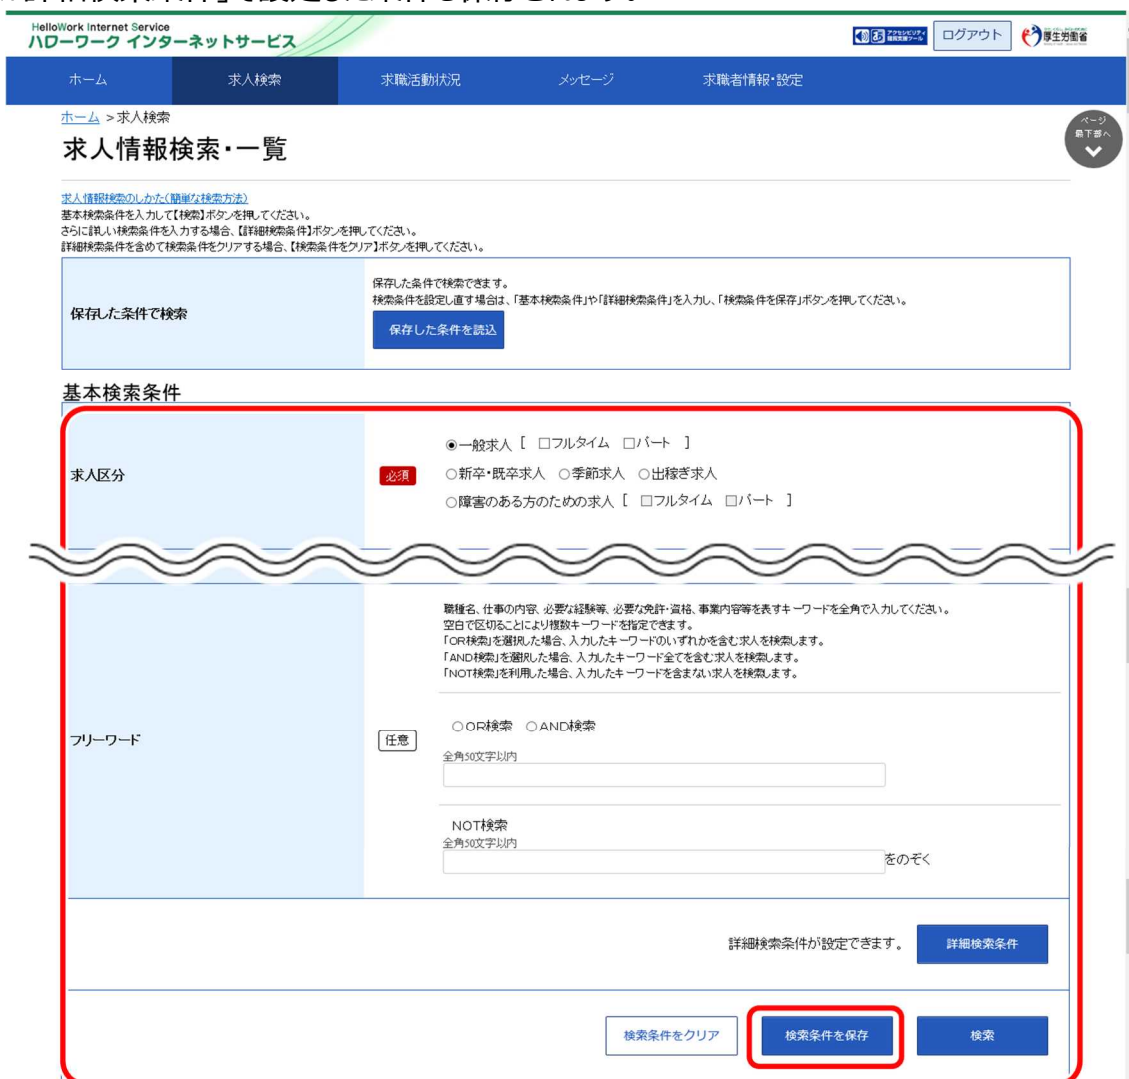 詳細検索条件」で設定した条件も保存されます。
HelloWork Internet Service
ハローワーク インターネットサービス
ログアウト
厚生労働省
ホーム 求人検索 求職活動状況 メッセージ 求職者情報・設定
ホーム >求人検索
ページ
最下部へ
求人情報検索・一覧
求人情報検索のしかた(簡単な検索方法)
基本検索条件を入力して【検索】ボタンを押してください。
さらに詳しい検索条件を入力する場合、【詳細検索条件】ボタンを押してください。
詳細検索条件を含めて検索条件をクリアする場合、【検索条件をクリア】ボタンを押してください。
保存した条件で検索
保存した条件で検索できます。
検索条件を設定し直す場合は、「基本検索条件」や「詳細検索条件」を入力し、「検索条件を保存」ボタンを押してください。
保存した条件を読込
基本検索条件
求人区分
必須
一般求人 [ フルタイム パート ]
新卒・既卒求人 季節求人 出稼ぎ求人
障害のある方のための求人 [ フルタイム パート ]
職種名、仕事の内容、必要な経験等、必要な免許・資格、事業内容等を表すキーワードを全角で入力してください。
空白で区切ることにより複数キーワードを指定できます。
「OR検索」を選択した場合、入力したキーワードのいずれかを含む求人を検索します。
「AND検索」を選択した場合、入力したキーワード全てを含む求人を検索します。
「NOT検索」を利用した場合、入力したキーワードを含まない求人を検索します。
フリーワード
任意
OR検索 AND検索
全角50文字以内
NOT検索
全角50文字以内
をのぞく
詳細検索条件が設定できます。
詳細検索条件
検索条件をクリア
検索条件を保存
検索